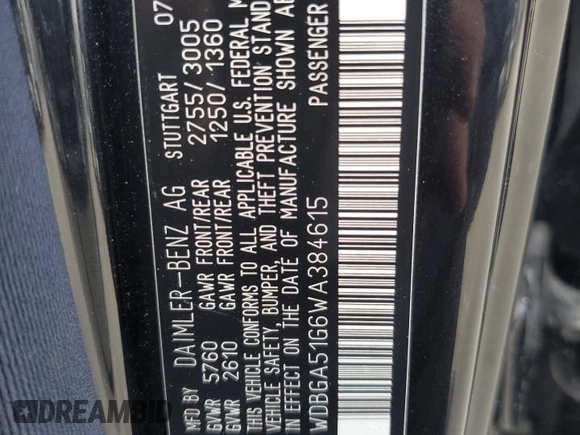 MFD BY DAIMLER-BENZ AG STUTTGART 07
GVWR 5760 GAWR FRONT/REAR 2755/3005
GVWR 2610 GAWR FRONT/REAR 1250/1360
THIS VEHICLE CONFORMS TO ALL APPLICABLE U.S. FEDERAL M
VEHICLE SAFETY, BUMPER, AND THEFT PREVENTION STAND
IN EFFECT ON THE DATE OF MANUFACTURE SHOWN AB
WDBGA51G6WA384615 PASSENGER
DREAMBID